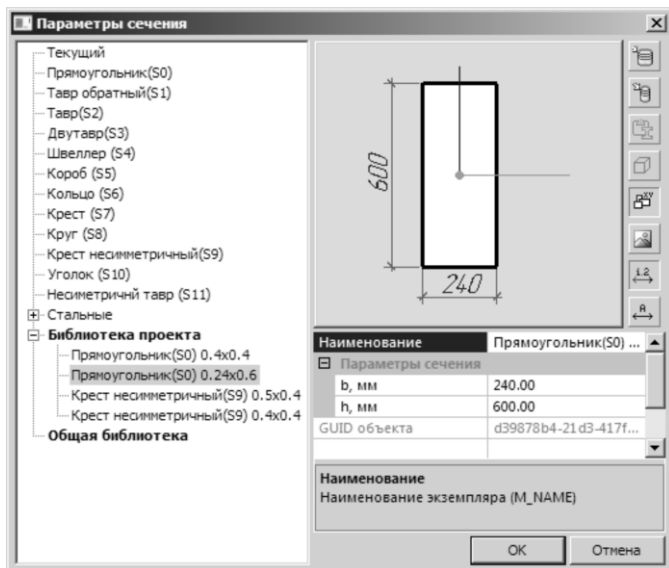 Параметры сечения
Текущий
Прямоугольник(S0)
Тавр обратный(S1)
Тавр(S2)
Двутавр(S3)
Швеллер (S4)
Короб (S5)
Кольцо (S6)
Крест (S7)
Круг (S8)
Крест несимметричный(S9)
Уголок (S10)
Несиметричнй тавр (S11)
Стальные
Библиотека проекта
Прямоугольник(S0) 0.4x0.4
Прямоугольник(S0) 0.24x0.6
Крест несимметричный(S9) 0.5x0.4
Крест несимметричный(S9) 0.4x0.4
Общая библиотека
600
240
XY
1.2
A
Наименование Прямоугольник(S0) ...
Параметры сечения
b, мм 240.00
h, мм 600.00
GUID объекта d39878b4-21d3-417f...
Наименование
Наименование экземпляра (M_NAME)
OK Отмена